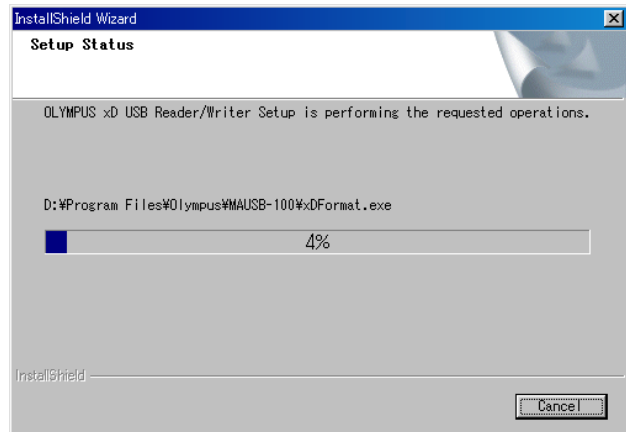 InstallShield Wizard
Setup Status
OLYMPUS xD USB Reader/Writer Setup is performing the requested operations.
D:¥Program Files¥Olympus¥MAUSB-100¥xDFormat.exe
4%
InstallShield
Cancel